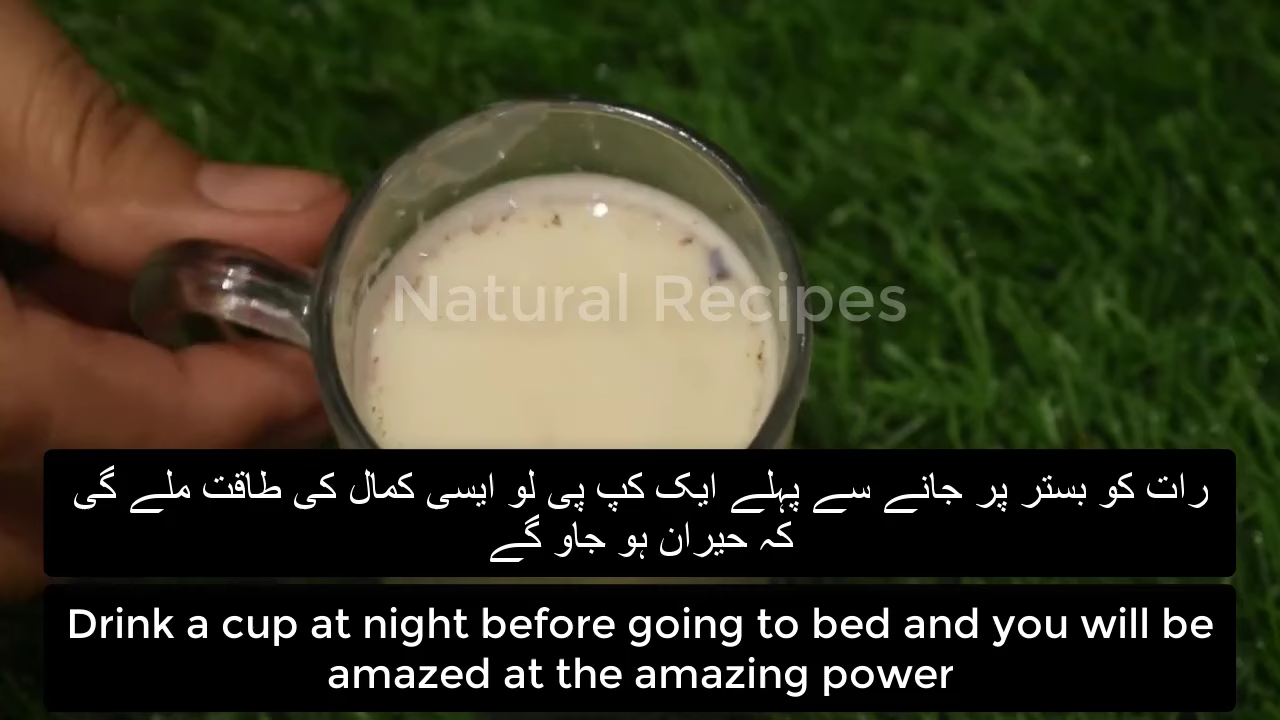 Natural Recipes
رات کو بستر پر جانے سے پہلے ایک کپ پی لو ایسی کمال کی طاقت ملے گی
کہ حیران ہو جاو گے
Drink a cup at night before going to bed and you will be
amazed at the amazing power